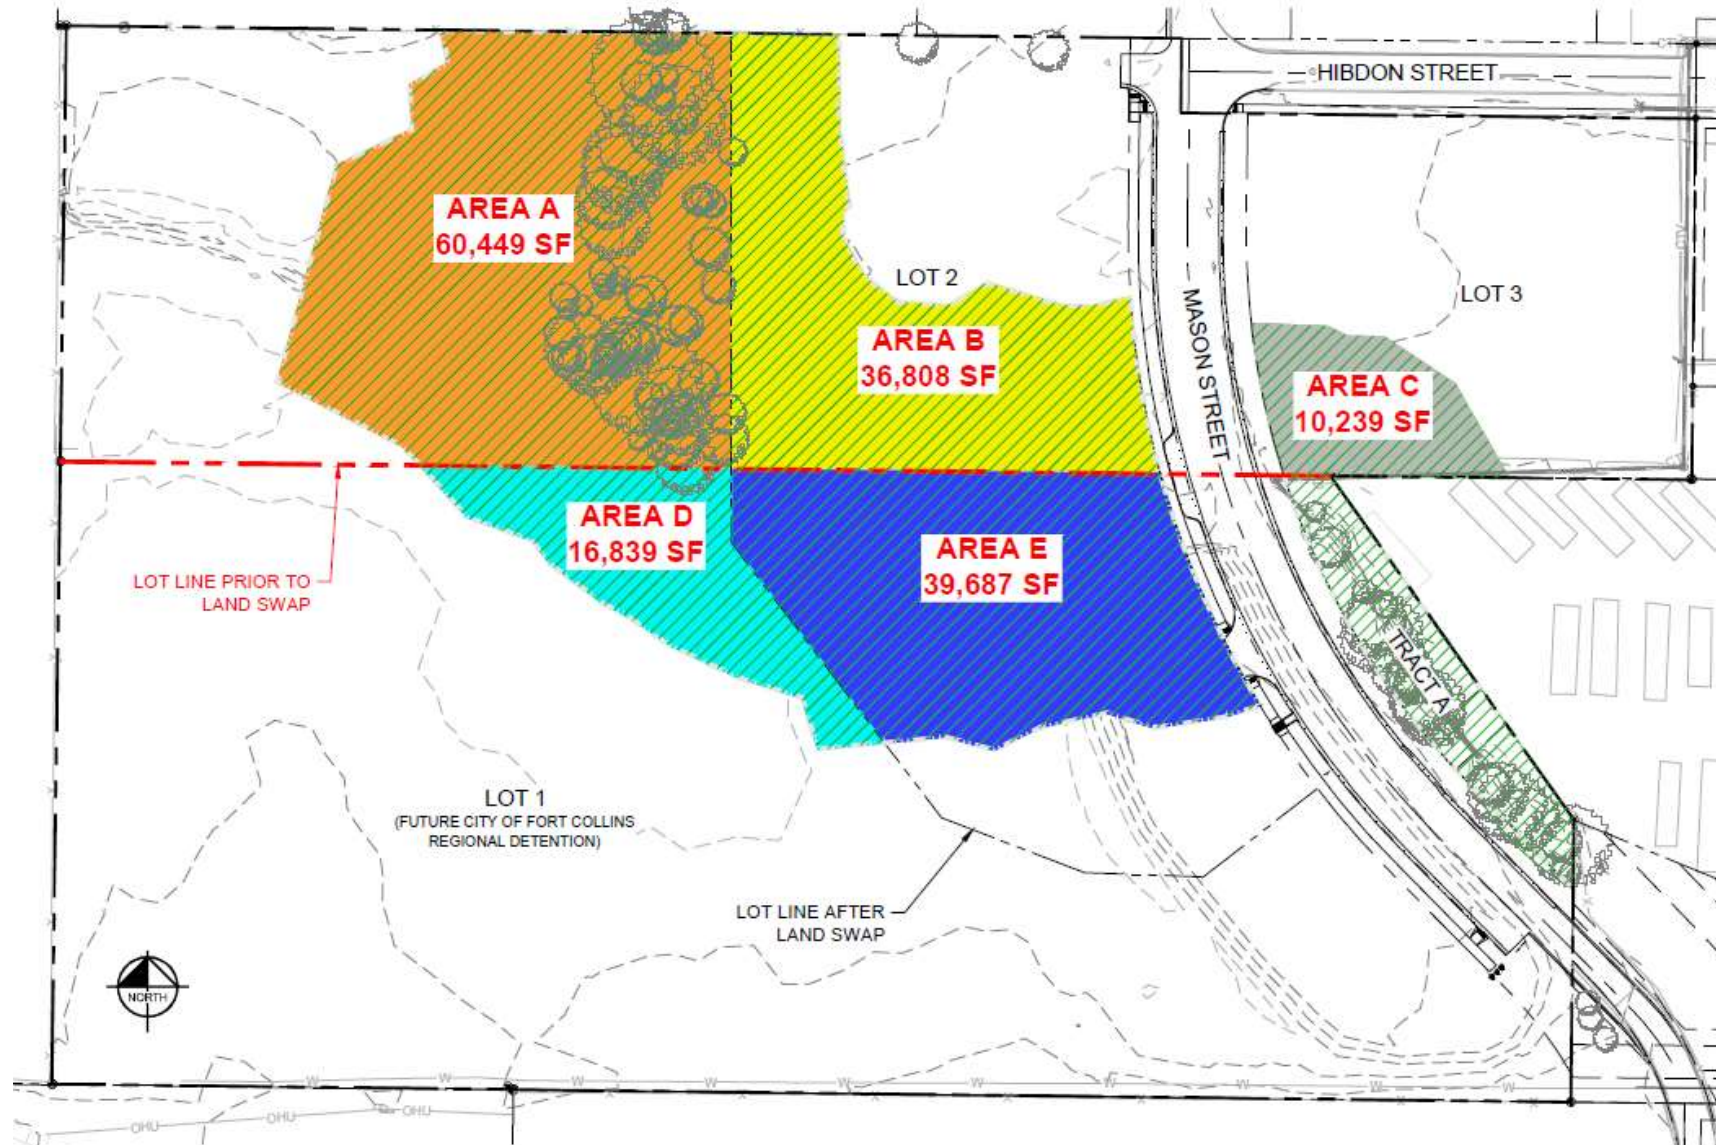 HIBDON STREET
AREA A
60,449 SF
LOT 2
MASON STREET
LOT 3
AREA B
36,808 SF
AREA C
10,239 SF
AREA D
16,839 SF
AREA E
39,687 SF
LOT LINE PRIOR TO
LAND SWAP
TRACT A
LOT 1
(FUTURE CITY OF FORT COLLINS
REGIONAL DETENTION)
LOT LINE AFTER
LAND SWAP
NORTH
W W W W W W W W W W
OHU OHU OHU